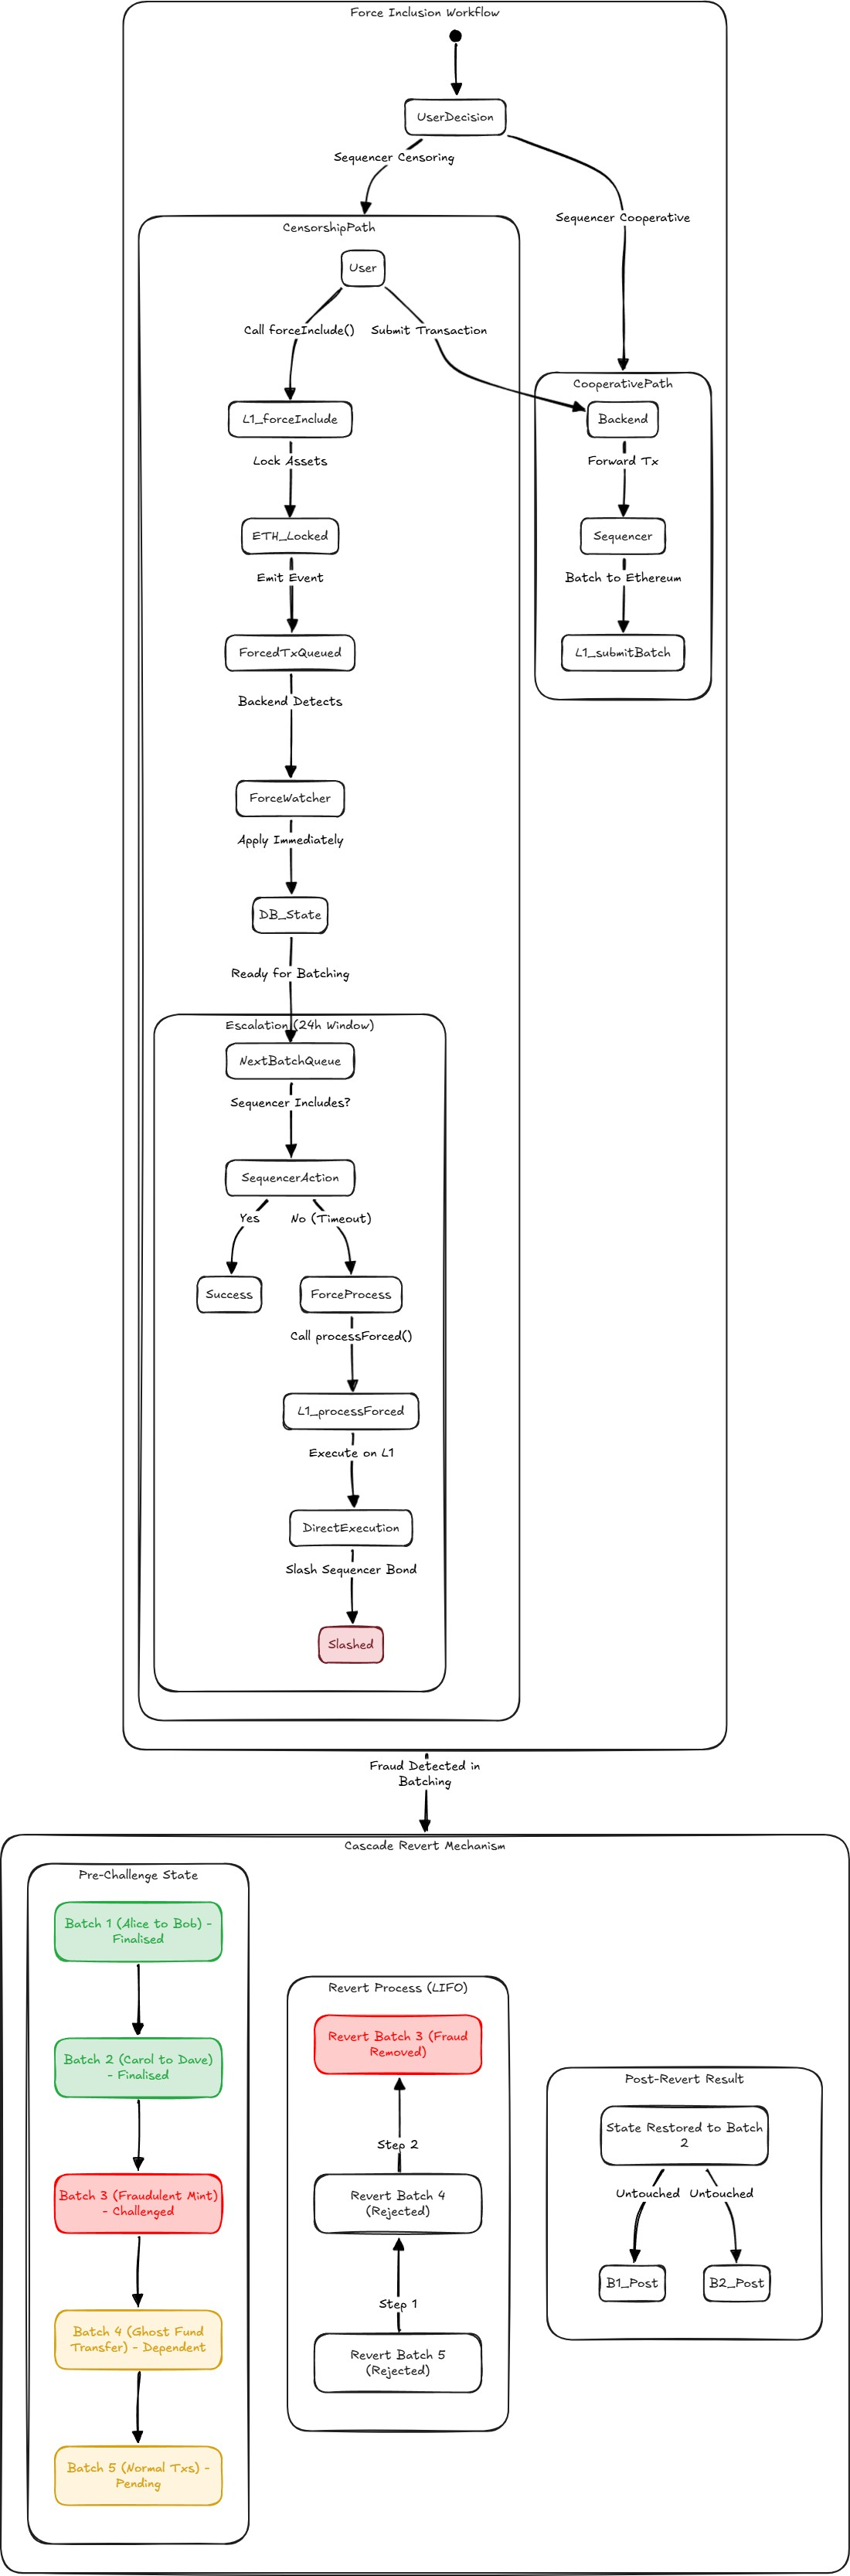 Force Inclusion Workflow
UserDecision
Sequencer Censoring
Sequencer Cooperative
CensorshipPath
User
Call forceInclude()
Submit Transaction
CooperativePath
L1_forceInclude
Backend
Lock Assets
Forward Tx
ETH_Locked
Sequencer
Emit Event
Batch to Ethereum
ForcedTxQueued
L1_submitBatch
Backend Detects
ForceWatcher
Apply Immediately
DB_State
Ready for Batching
Escalation (24h Window)
NextBatchQueue
Sequencer Includes?
SequencerAction
Yes
No (Timeout)
Success
ForceProcess
Call processForced()
L1_processForced
Execute on L1
DirectExecution
Slash Sequencer Bond
Slashed
Fraud Detected in
Batching
Cascade Revert Mechanism
Pre-Challenge State
Batch 1 (Alice to Bob) -
Finalised
Batch 2 (Carol to Dave)
- Finalised
Batch 3 (Fraudulent Mint)
- Challenged
Batch 4 (Ghost Fund
Transfer) - Dependent
Batch 5 (Normal Txs) -
Pending
Revert Process (LIFO)
Revert Batch 3 (Fraud
Removed)
Step 2
Revert Batch 4
(Rejected)
Step 1
Revert Batch 5
(Rejected)
Post-Revert Result
State Restored to Batch
2
Untouched
Untouched
B1_Post
B2_Post